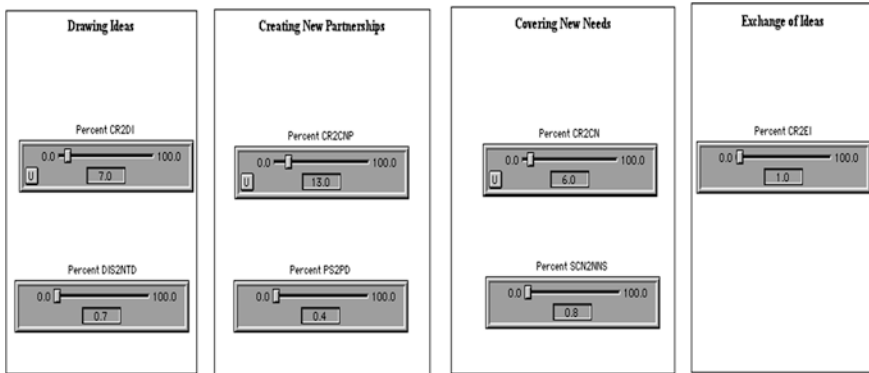 Drawing Ideas
Percent CR2DI
0.0 100.0
U 7.0
Percent DIS2NTD
0.0 100.0
0.7
Creating New Partnerships
Percent CR2CNP
0.0 100.0
U 13.0
Percent PS2PD
0.0 100.0
0.4
Covering New Needs
Percent CR2CN
0.0 100.0
U 6.0
Percent SCN2NNS
0.0 100.0
0.8
Exchange of Ideas
Percent CR2EI
0.0 100.0
1.0